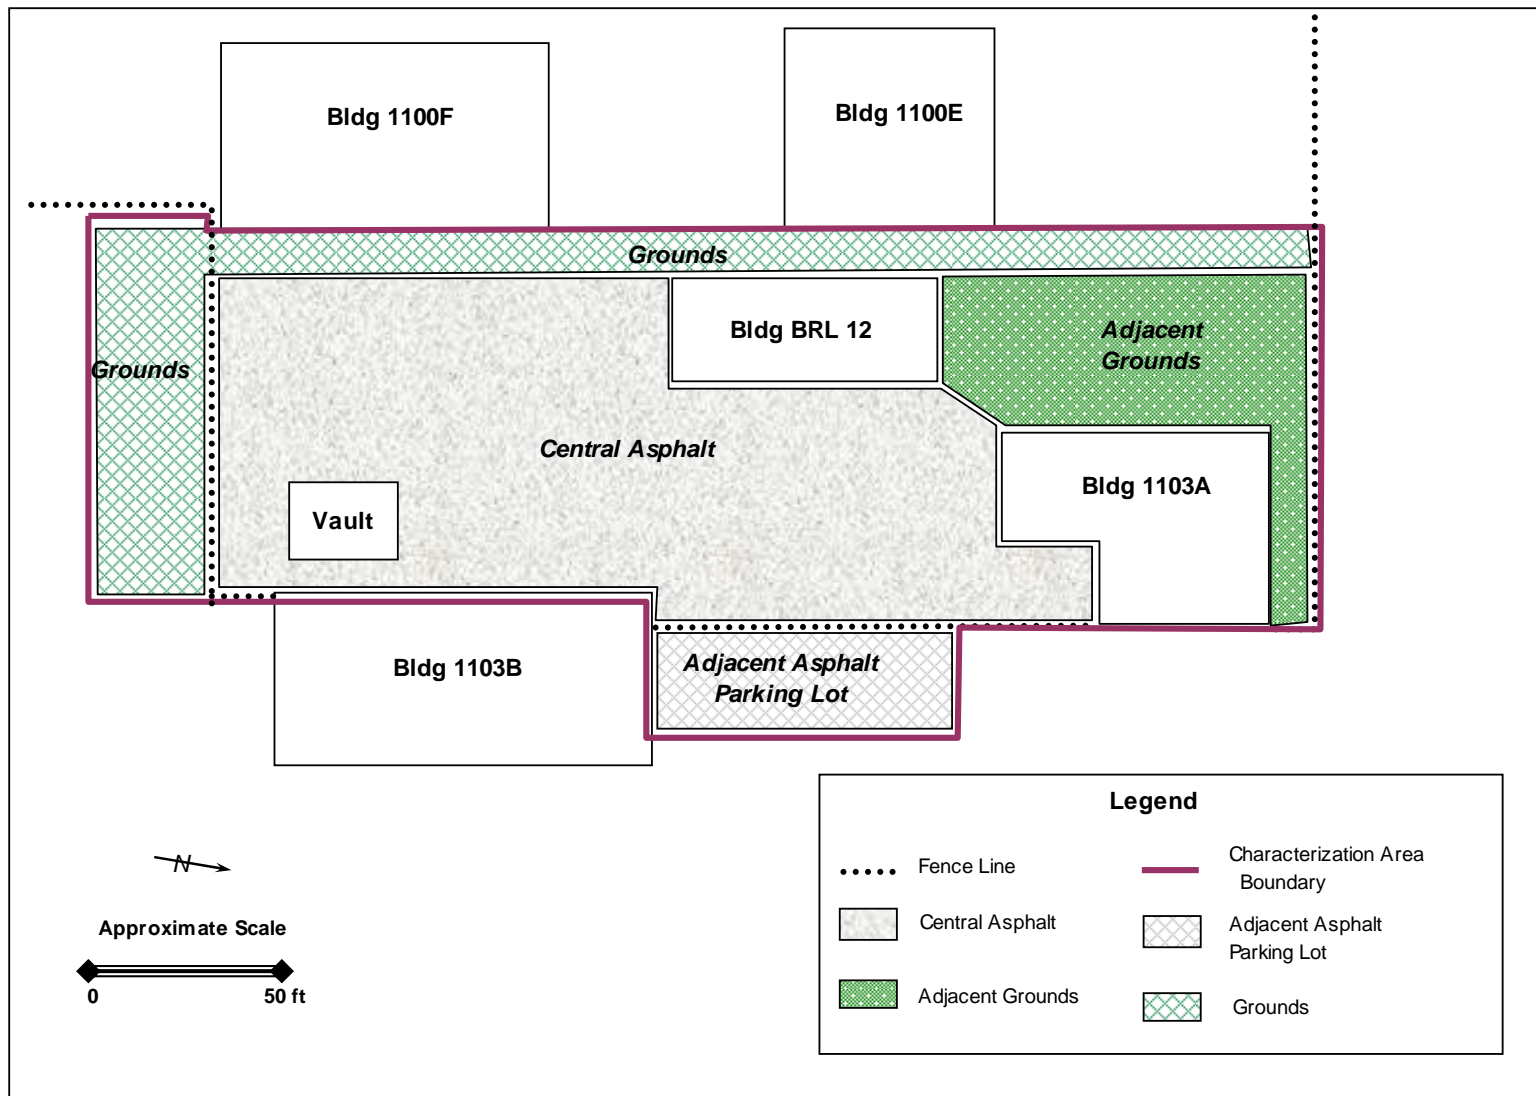 Bldg 1100F
Bldg 1100E
Grounds
Bldg BRL 12
Adjacent
Grounds
Grounds
Central Asphalt
Bldg 1103A
Vault
Bldg 1103B
Adjacent Asphalt
Parking Lot
N
Approximate Scale
0
50 ft
Legend
Fence Line
Characterization Area
Boundary
Central Asphalt
Adjacent Asphalt
Parking Lot
Adjacent Grounds
Grounds